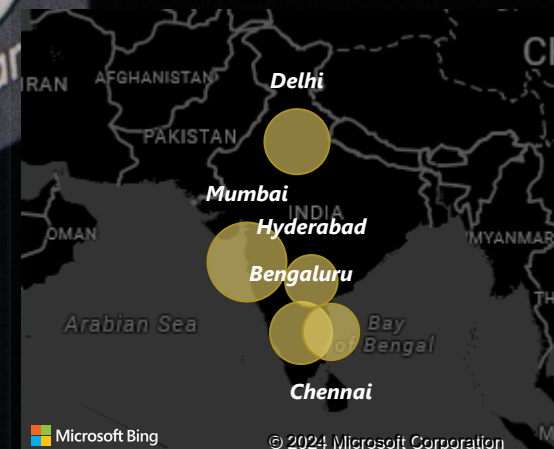 Delhi
IRAN
AFGHANISTAN
PAKISTAN
Mumbai
INDIA
Hyderabad
OMAN
MYANMAR
Bengaluru
Arabian Sea
Bay
of Bengal
Chennai
Microsoft Bing
© 2024 Microsoft Corporation